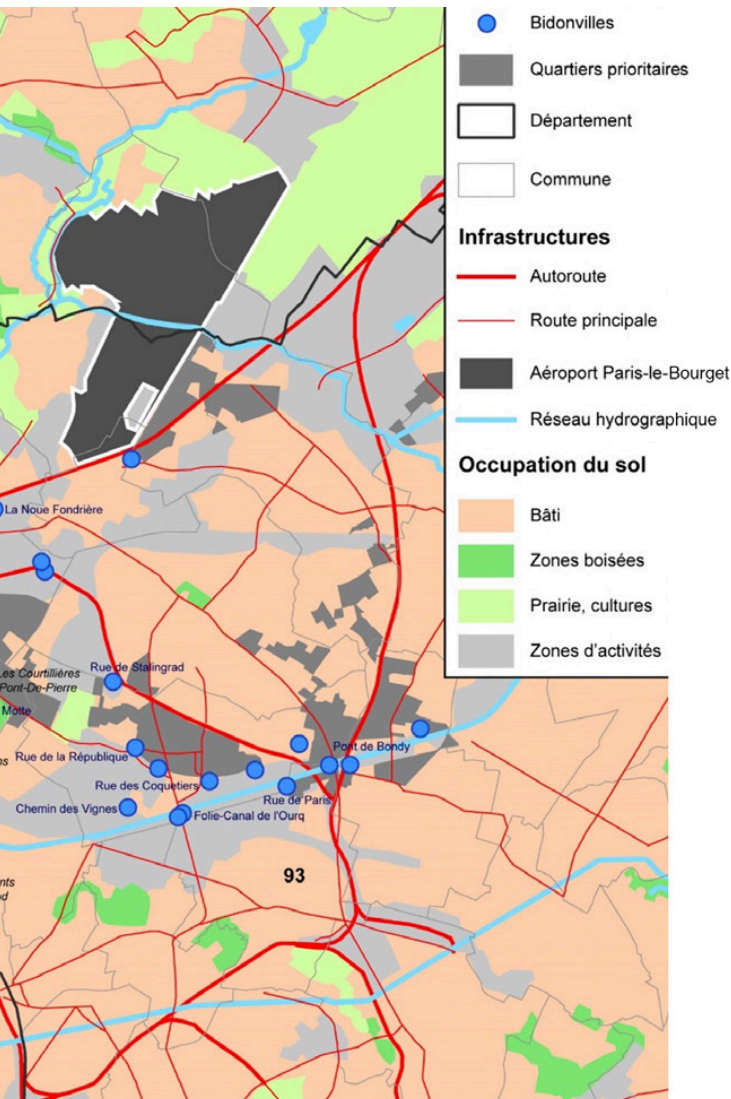 Bidonvilles
Quartiers prioritaires
Département
Commune
Infrastructures
Autoroute
Route principale
Aéroport Paris-le-Bourget
Réseau hydrographique
Occupation du sol
Bâti
Zones boisées
Prairie, cultures
Zones d'activités
La Noue Fondrière
Rue de Stalingrad
Les Courtillières
Pont-De-Pierre
Motte
Rue de la République
Pont de Bondy
Rue des Coquetiers
Rue de Paris
Chemin des Vignes
Folie-Canal de l'Ourq
93